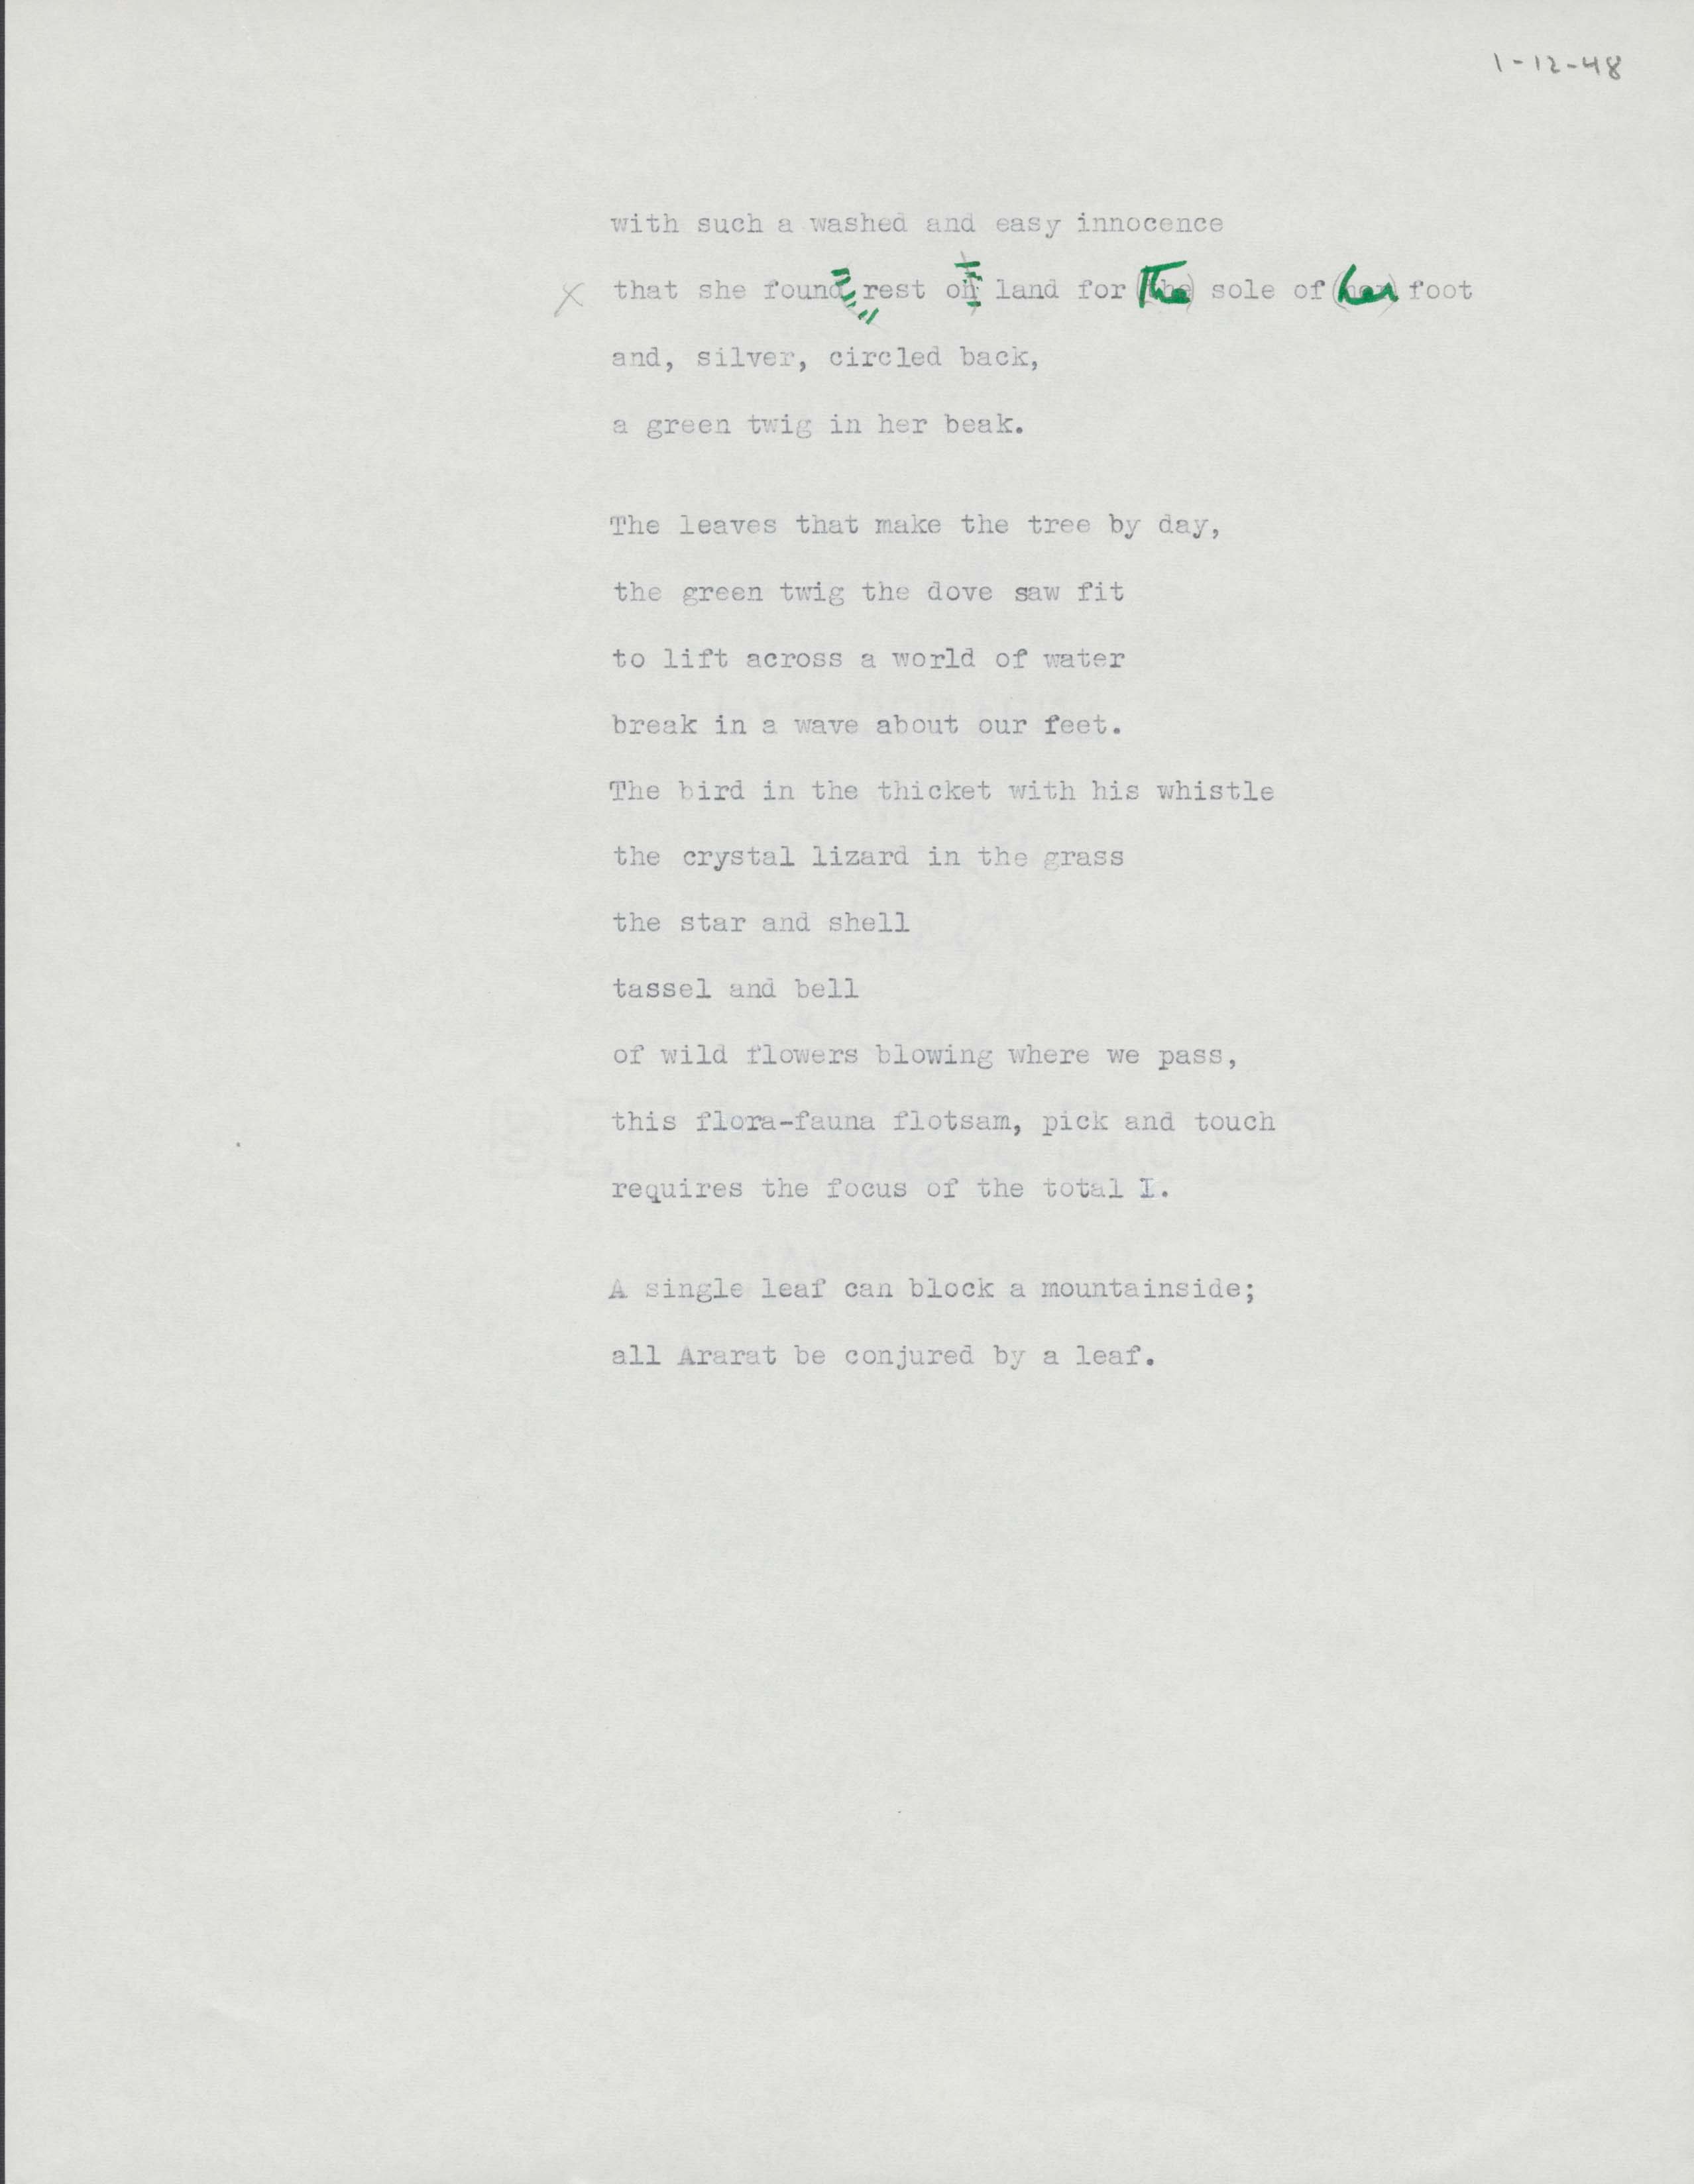 1-12-48
with such a washed and easy innocence
x that she found rest on land for (the) sole of (her) foot
and, silver, circled back,
a green twig in her beak.
The leaves that make the tree by day,
the green twig the dove saw fit
to lift across a world of water
break in a wave about our feet.
The bird in the thicket with his whistle
the crystal lizard in the grass
the star and shell
tassel and bell
of wild flowers blowing where we pass,
this flora-fauna flotsam, pick and touch
requires the focus of the total I.
A single leaf can block a mountainside;
all Ararat be conjured by a leaf.